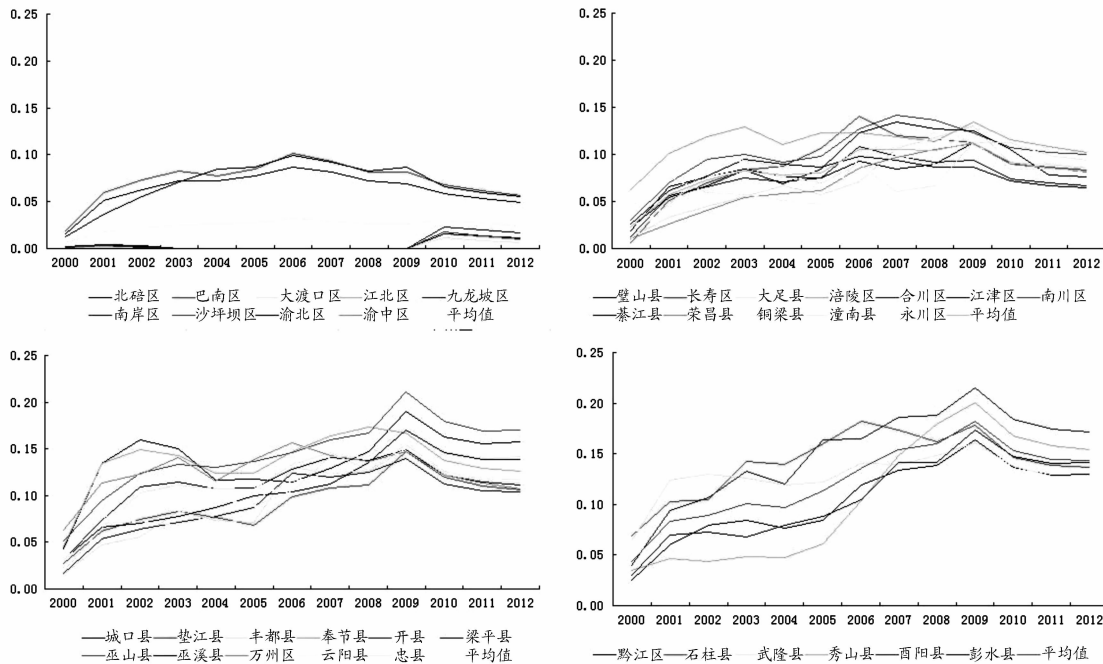 0.25
0.20
0.15
0.10
0.05
0.00
2000 2001 2002 2003 2004 2005 2006 2007 2008 2009 2010 2011 2012
北碚区 巴南区 大渡口区 江北区 九龙坡区
南岸区 沙坪坝区 渝北区 渝中区 平均值
0.25
0.20
0.15
0.10
0.05
0.00
2000 2001 2002 2003 2004 2005 2006 2007 2008 2009 2010 2011 2012
璧山县 长寿区 大足县 涪陵区 合川区 江津区 南川区
綦江县 荣昌县 铜梁县 潼南县 永川区 平均值
0.25
0.20
0.15
0.10
0.05
0.00
2000 2001 2002 2003 2004 2005 2006 2007 2008 2009 2010 2011 2012
城口县 垫江县 丰都县 奉节县 开县 梁平县
巫山县 巫溪县 万州区 云阳县 忠县 平均值
0.25
0.20
0.15
0.10
0.05
0.00
2000 2001 2002 2003 2004 2005 2006 2007 2008 2009 2010 2011 2012
黔江区 石柱县 武隆县 秀山县 酉阳县 彭水县 平均值